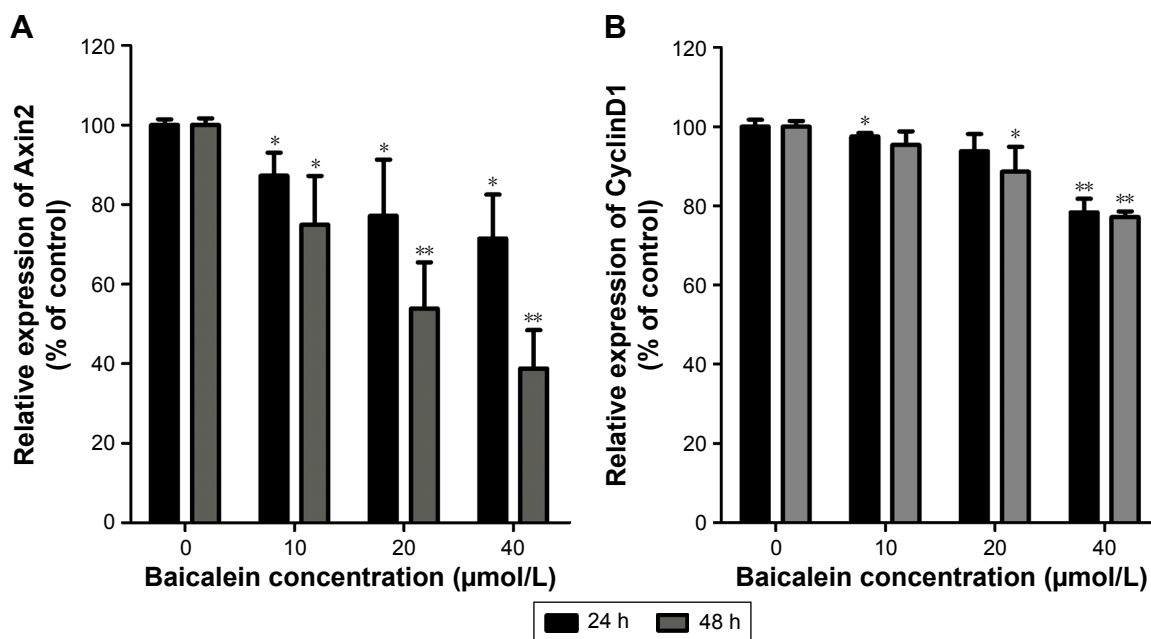 A
Relative expression of Axin2
(% of control)
120
100
80
60
40
20
0
*
*
*
**
*
**
0 10 20 40
Baicalein concentration (µmol/L)
B
Relative expression of CyclinD1
(% of control)
120
100
80
60
40
20
0
*
*
**
**
0 10 20 40
Baicalein concentration (µmol/L)
24 h 48 h